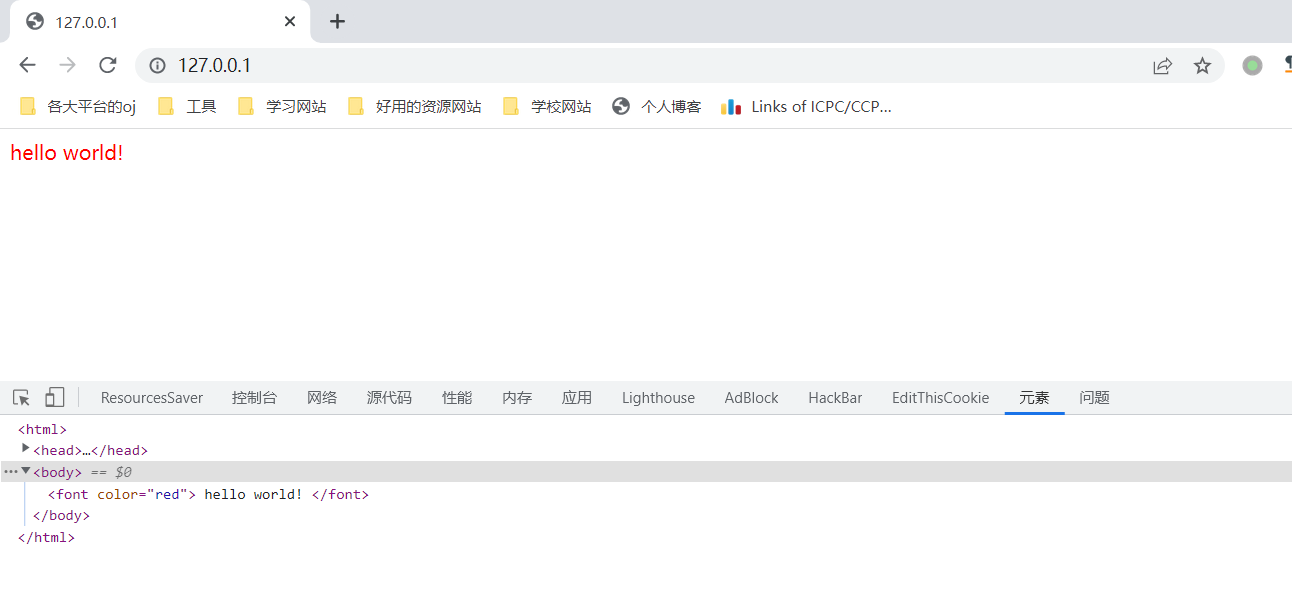 127.0.0.1
127.0.0.1
各大平台的oj 工具 学习网站 好用的资源网站 学校网站 个人博客 Links of ICPC/CCP...
hello world!
ResourcesSaver 控制台 网络 源代码 性能 内存 应用 Lighthouse AdBlock HackBar EditThisCookie 元素 问题
<html>
<head>…</head>
<body> == $0
<font color="red"> hello world! </font>
</body>
</html>